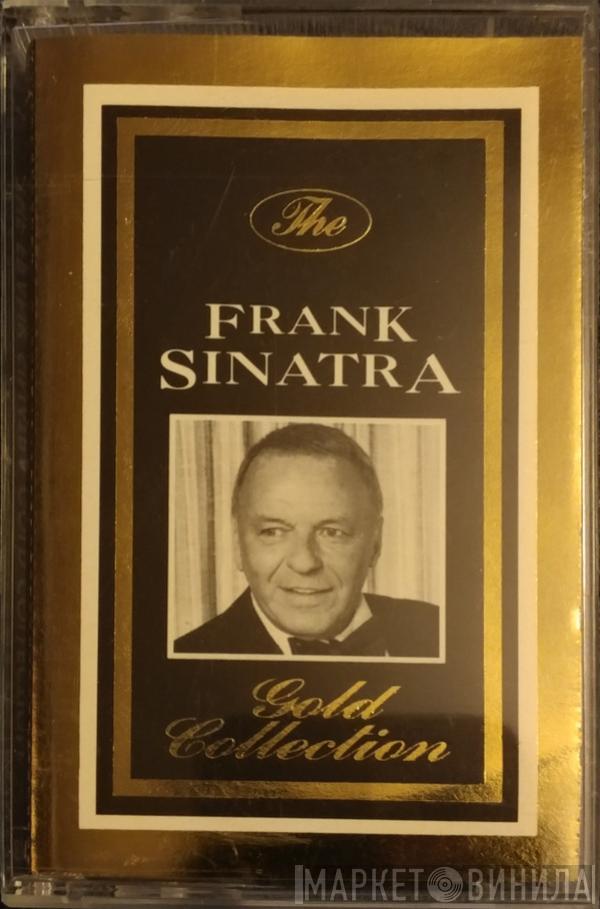 The
FRANK
SINATRA
Gold
Collection
МАРКЕТ ВИНИЛА